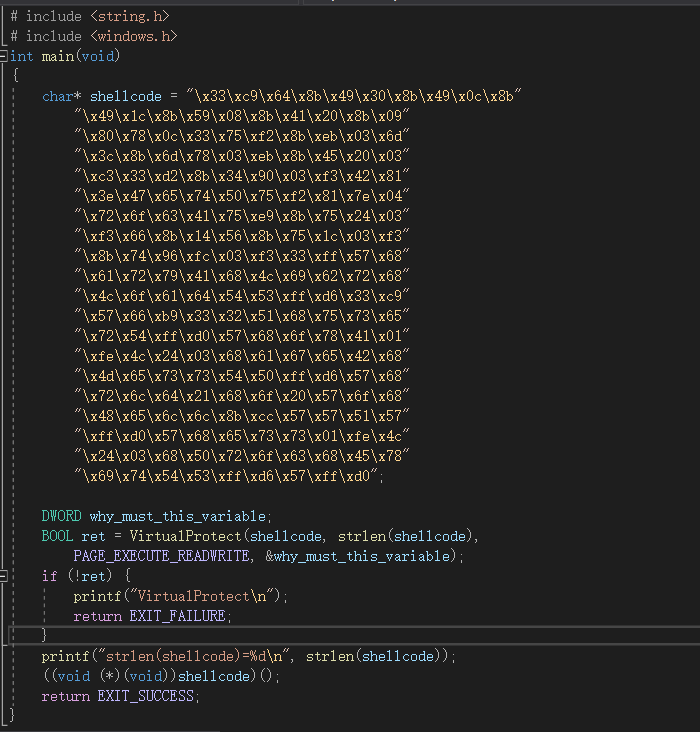 # include <string.h>
# include <windows.h>
int main(void)
{
char* shellcode = "\x33\xc9\x64\x8b\x49\x30\x8b\x49\x0c\x8b"
"\x49\x1c\x8b\x59\x08\x8b\x41\x20\x8b\x09"
"\x80\x78\x0c\x33\x75\xf2\x8b\xeb\x03\x6d"
"\x3c\x8b\x6d\x78\x03\xeb\x8b\x45\x20\x03"
"\xc3\x33\xd2\x8b\x34\x90\x03\xf3\x42\x81"
"\x3e\x47\x65\x74\x50\x75\xf2\x81\x7e\x04"
"\x72\x6f\x63\x41\x75\xe9\x8b\x75\x24\x03"
"\xf3\x66\x8b\x14\x56\x8b\x75\x1c\x03\xf3"
"\x8b\x74\x96\xfc\x03\xf3\x33\xff\x57\x68"
"\x61\x72\x79\x41\x68\x4c\x69\x62\x72\x68"
"\x4c\x6f\x61\x64\x54\x53\xff\xd6\x33\xc9"
"\x57\x66\xb9\x33\x32\x51\x68\x75\x73\x65"
"\x72\x54\xff\xd0\x57\x68\x6f\x78\x41\x01"
"\xfe\x4c\x24\x03\x68\x61\x67\x65\x42\x68"
"\x4d\x65\x73\x73\x54\x50\xff\xd6\x57\x68"
"\x72\x6c\x64\x21\x68\x6f\x20\x57\x6f\x68"
"\x48\x65\x6c\x6c\x8b\xcc\x57\x57\x51\x57"
"\xff\xd0\x57\x68\x65\x73\x73\x01\xfe\x4c"
"\x24\x03\x68\x50\x72\x6f\x63\x68\x45\x78"
"\x69\x74\x54\x53\xff\xd6\x57\xff\xd0";
DWORD why_must_this_variable;
BOOL ret = VirtualProtect(shellcode, strlen(shellcode),
PAGE_EXECUTE_READWRITE, &why_must_this_variable);
if (!ret) {
printf("VirtualProtect\n");
return EXIT_FAILURE;
}
printf("strlen(shellcode)=%d\n", strlen(shellcode));
((void (*)(void))shellcode)();
return EXIT_SUCCESS;
}